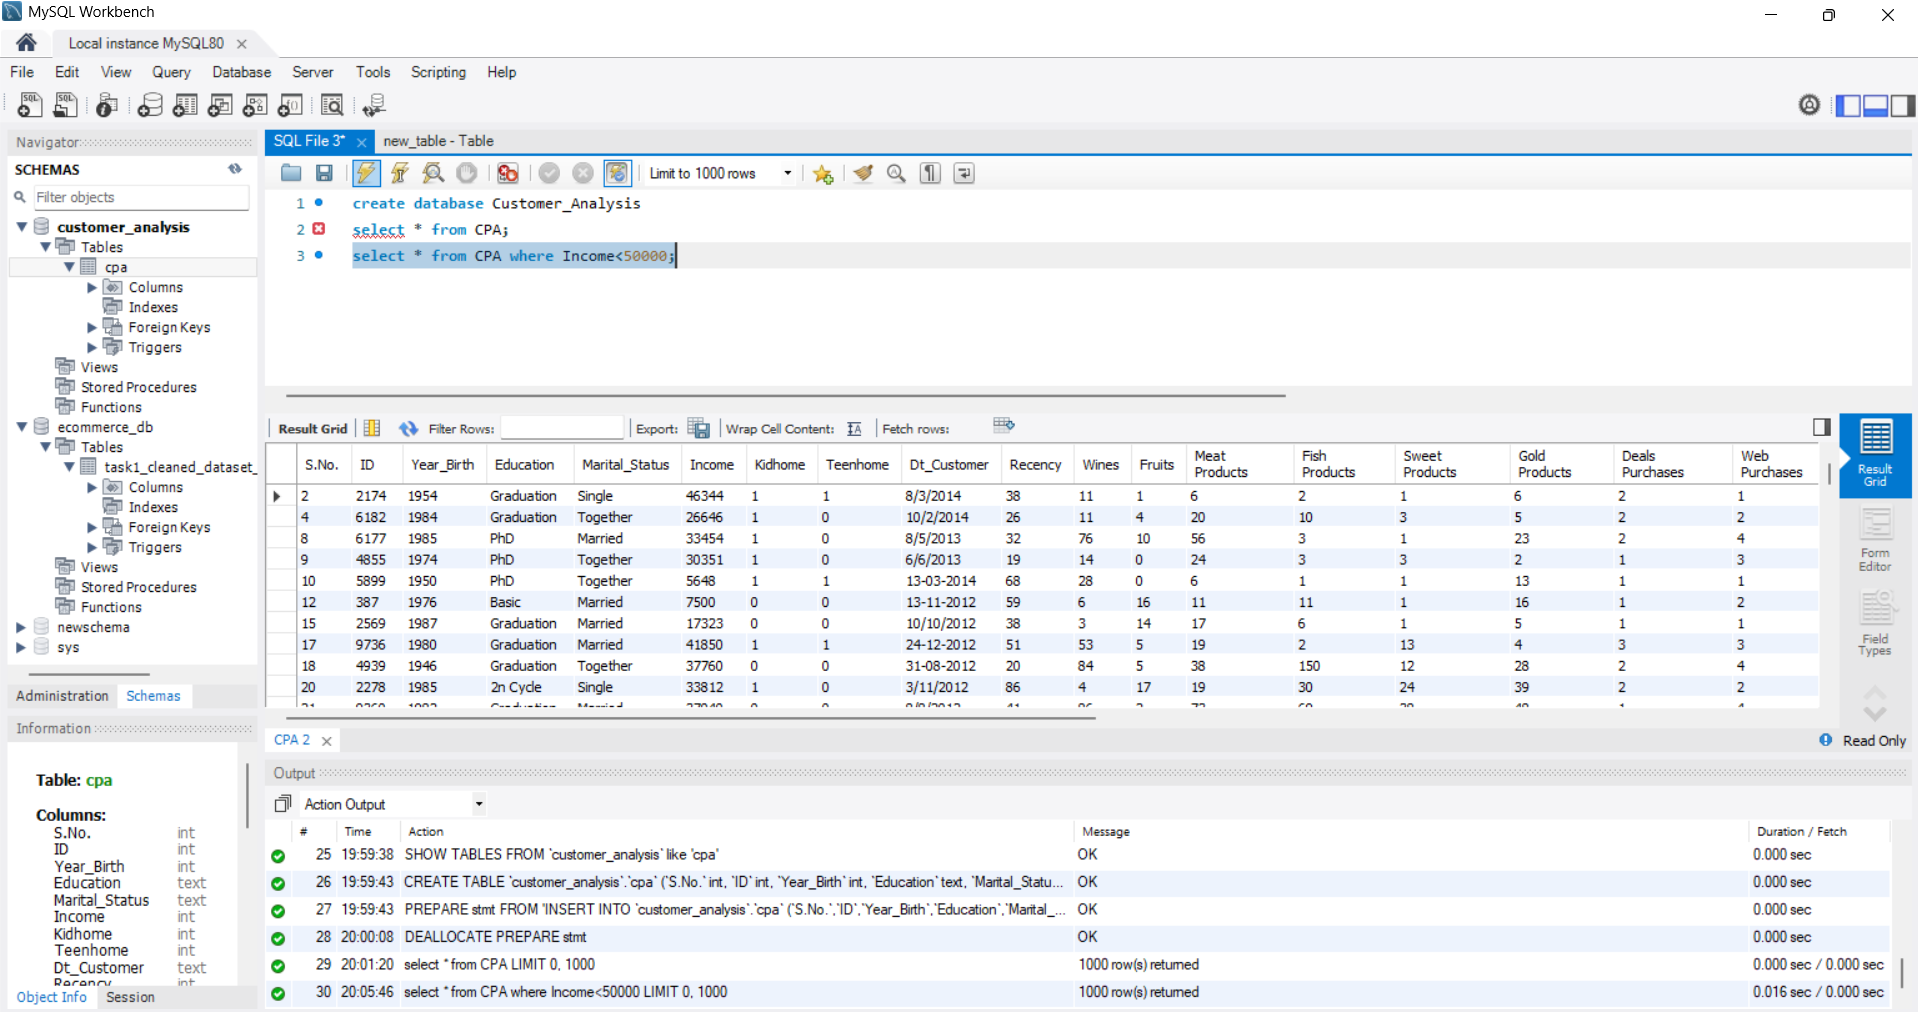 MySQL Workbench
Local instance MySQL80
File Edit View Query Database Server Tools Scripting Help
Navigator
SCHEMAS
Filter objects
customer_analysis
Tables
cpa
Columns
Indexes
Foreign Keys
Triggers
Views
Stored Procedures
Functions
ecommerce_db
Tables
task1_cleaned_dataset_
Columns
Indexes
Foreign Keys
Triggers
Views
Stored Procedures
Functions
newschema
sys
Administration Schemas
Information
Table: cpa
Columns:
S.No. int
ID int
Year_Birth int
Education text
Marital_Status text
Income int
Kidhome int
Teenhome int
Dt_Customer text
Recency int
Object Info Session
SQL File 3* new_table - Table
Limit to 1000 rows
1 create database Customer_Analysis
2 select * from CPA;
3 select * from CPA where Income<50000;
Result Grid Filter Rows: Export: Wrap Cell Content: Fetch rows:
S.No. ID Year_Birth Education Marital_Status Income Kidhome Teenhome Dt_Customer Recency Wines Fruits Meat Products Fish Products Sweet Products Gold Products Deals Purchases Web Purchases
2 2174 1954 Graduation Single 46344 1 1 8/3/2014 38 11 1 6 2 1 6 2 1
4 6182 1984 Graduation Together 26646 1 0 10/2/2014 26 11 4 20 10 3 5 2 2
8 6177 1985 PhD Married 33454 1 0 8/5/2013 32 76 10 56 3 1 23 2 4
9 4855 1974 PhD Together 30351 1 0 6/6/2013 19 14 0 24 3 3 2 1 3
10 5899 1950 PhD Together 5648 1 1 13-03-2014 68 28 0 6 1 1 13 1 1
12 387 1976 Basic Married 7500 0 0 13-11-2012 59 6 16 11 11 1 16 1 2
15 2569 1987 Graduation Married 17323 0 0 10/10/2012 38 3 14 17 6 1 5 1 1
17 9736 1980 Graduation Married 41850 1 1 24-12-2012 51 53 5 19 2 13 4 3 3
18 4939 1946 Graduation Together 37760 0 0 31-08-2012 20 84 5 38 150 12 28 2 4
20 2278 1985 2n Cycle Single 33812 1 0 3/11/2012 86 4 17 19 30 24 39 2 2
Result Grid
Form Editor
Field Types
CPA 2
Read Only
Output
Action Output
# Time Action Message Duration / Fetch
25 19:59:38 SHOW TABLES FROM `customer_analysis` like 'cpa' OK 0.000 sec
26 19:59:43 CREATE TABLE `customer_analysis`.`cpa` (`S.No.` int, `ID` int, `Year_Birth` int, `Education` text, `Marital_Statu... OK 0.000 sec
27 19:59:43 PREPARE stmt FROM 'INSERT INTO `customer_analysis`.`cpa` (`S.No.`,`ID`,`Year_Birth`,`Education`,`Marital_... OK 0.000 sec
28 20:00:08 DEALLOCATE PREPARE stmt OK 0.000 sec
29 20:01:20 select * from CPA LIMIT 0, 1000 1000 row(s) returned 0.000 sec / 0.000 sec
30 20:05:46 select * from CPA where Income<50000 LIMIT 0, 1000 1000 row(s) returned 0.016 sec / 0.000 sec